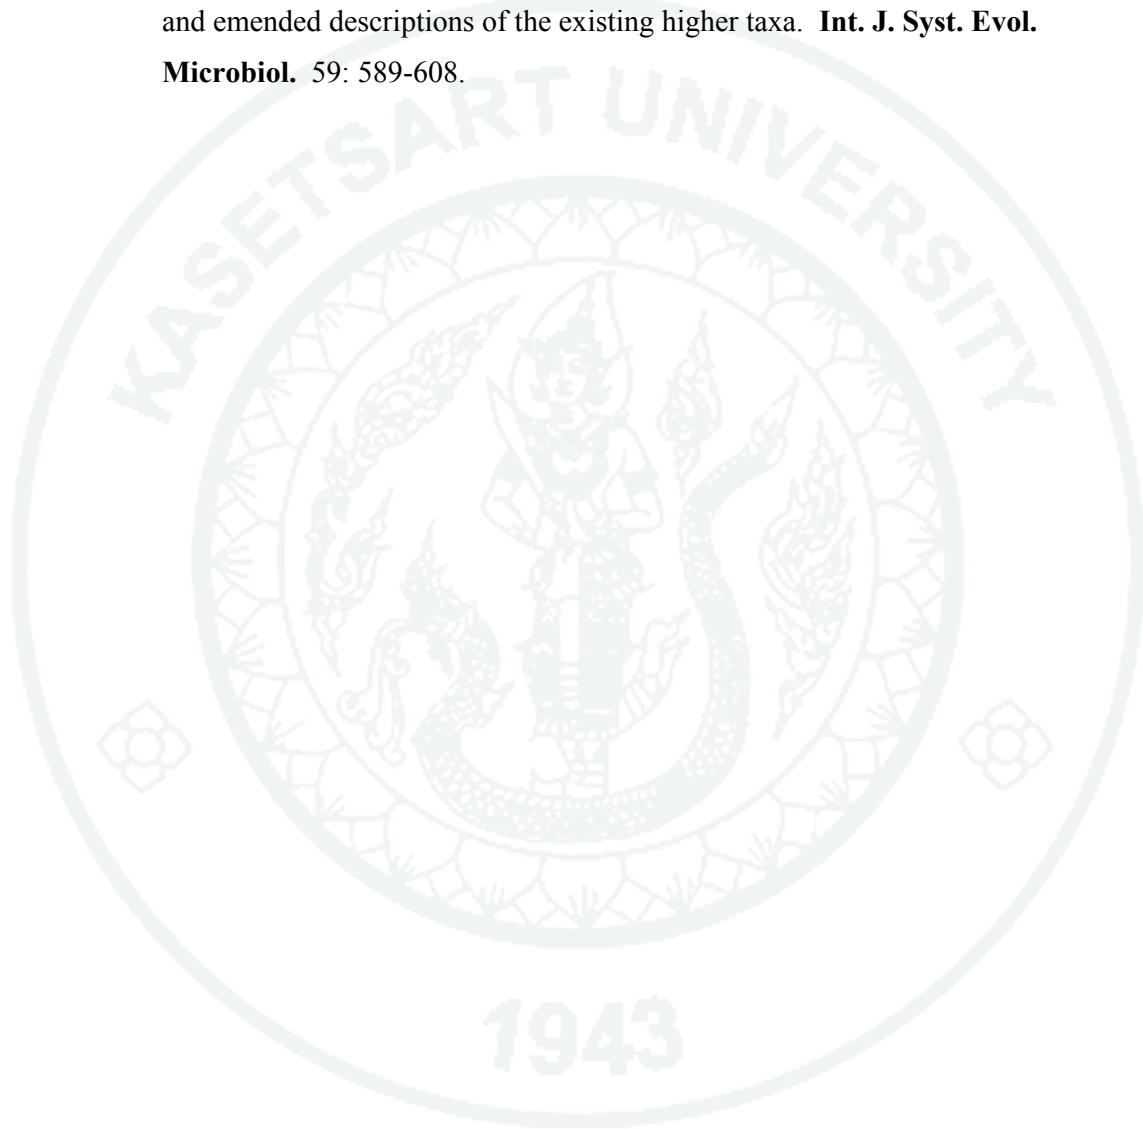 and emended descriptions of the existing higher taxa.  Int. J. Syst. Evol.
Microbiol.  59: 589-608.
KASETSART UNIVERSITY
1943